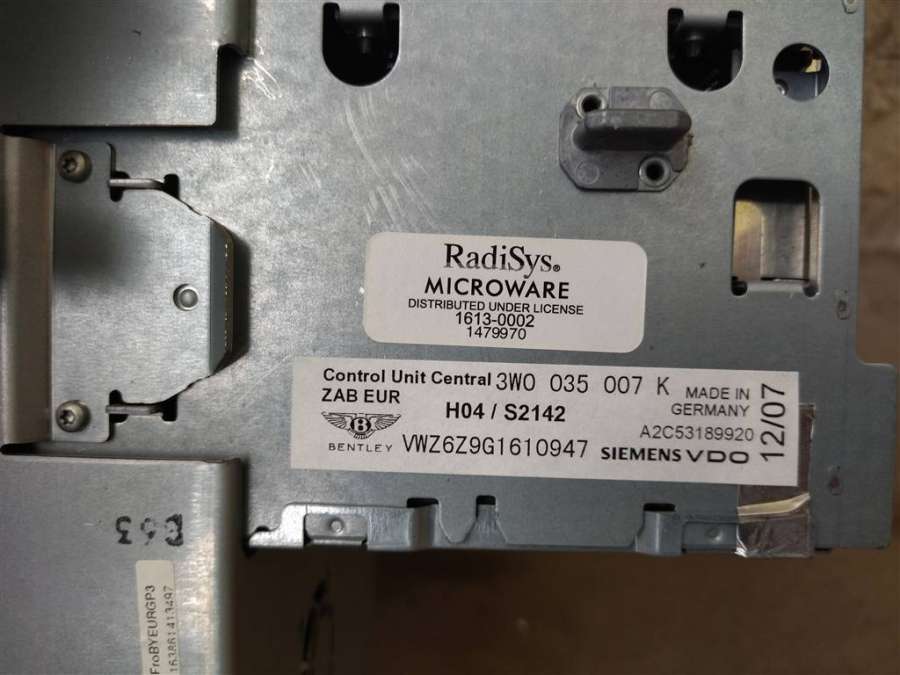 RadiSys®
MICROWARE
DISTRIBUTED UNDER LICENSE
1613-0002
1479970
Control Unit Central 3W0 035 007 K
ZAB EUR
H04 / S2142
MADE IN
GERMANY
A2C53189920
12/07
B
BENTLEY
VWZ6Z9G1610947
SIEMENS VDO
B63
FroBYEURGP3